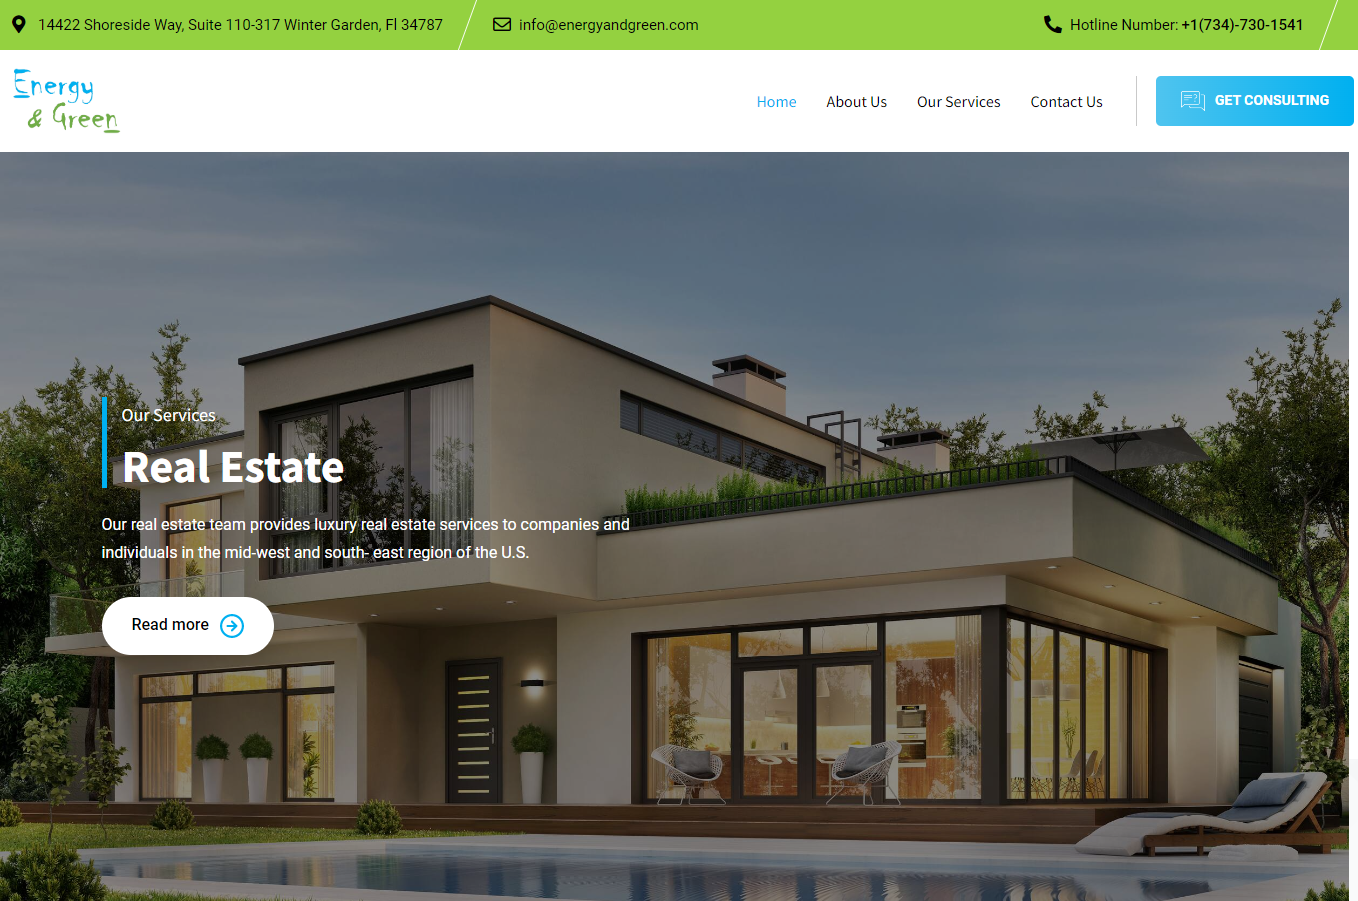 14422 Shoreside Way, Suite 110-317 Winter Garden, Fl 34787
info@energyandgreen.com
Hotline Number: +1(734)-730-1541
Energy
& Green
Home
About Us
Our Services
Contact Us
GET CONSULTING
Our Services
Real Estate
Our real estate team provides luxury real estate services to companies and
individuals in the mid-west and south- east region of the U.S.
Read more